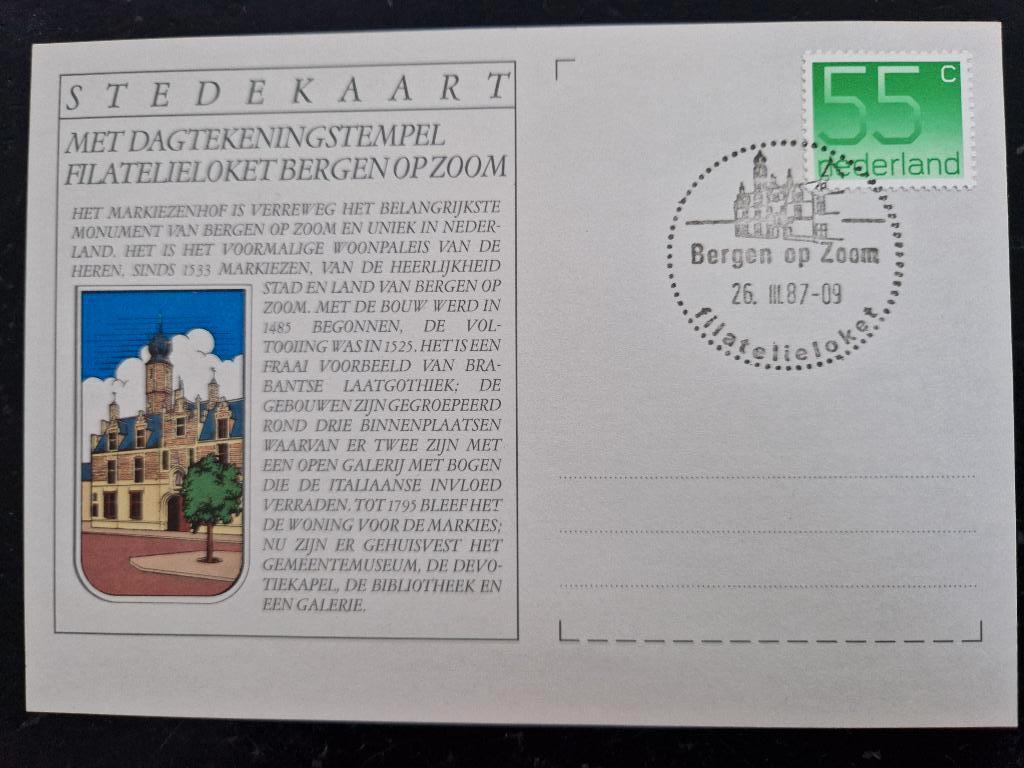 STEDEKAART
MET DAGTEKENINGSTEMPEL
FILATELIELOKET BERGEN OP ZOOM
HET MARKIEZENHOF IS VERREWEG HET BELANGRIJKSTE
MONUMENT VAN BERGEN OP ZOOM EN UNIEK IN NEDER-
LAND. HET IS HET VOORMALIGE WOONPALEIS VAN DE
HEREN, SINDS 1533 MARKIEZEN, VAN DE HEERLIJKHEID
STAD EN LAND VAN BERGEN OP
ZOOM. MET DE BOUW WERD IN
1485 BEGONNEN, DE VOL-
TOOIING WAS IN 1525. HET IS EEN
FRAAI VOORBEELD VAN BRA-
BANTSE LAATGOTHIEK; DE
GEBOUWEN ZIJN GEGROEPEERD
ROND DRIE BINNENPLAATSEN
WAARVAN ER TWEE ZIJN MET
EEN OPEN GALERIJ MET BOGEN
DIE DE ITALIAANSE INVLOED
VERRADEN. TOT 1795 BLEEF HET
DE WONING VOOR DE MARKIES;
NU ZIJN ER GEHUISVEST HET
GEMEENTEMUSEUM, DE DEVO-
TIEKAPEL, DE BIBLIOTHEEK EN
EEN GALERIE.
55 c
nederland
Bergen op Zoom
26. III.87-09
filatelieloket